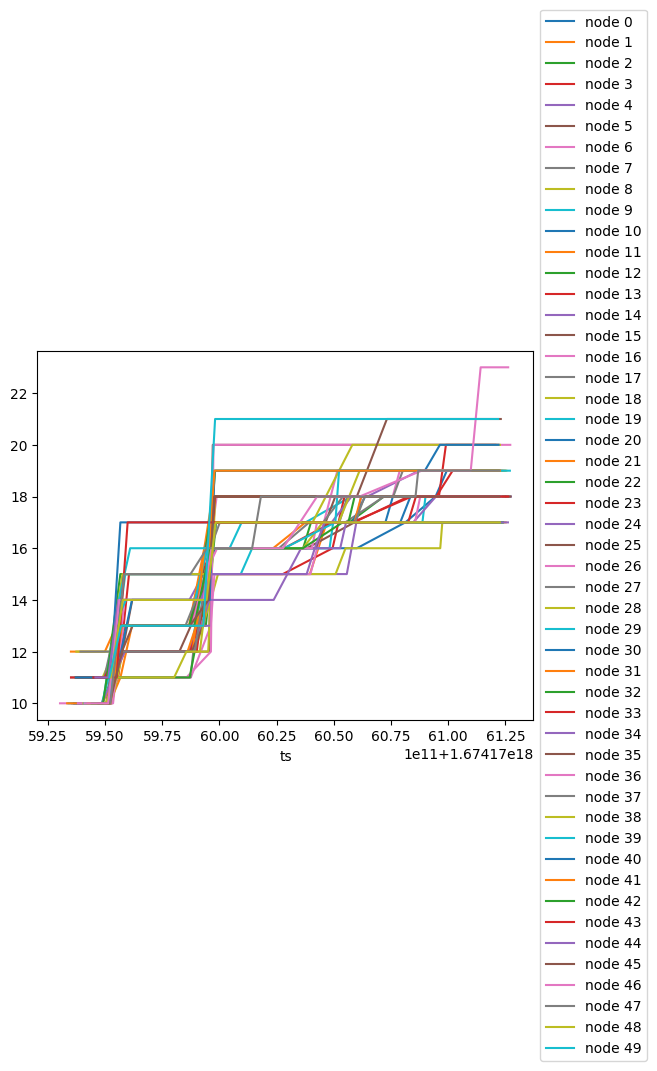 22
20
18
16
14
12
10
59.25 59.50 59.75 60.00 60.25 60.50 60.75 61.00 61.25
ts
1e11+1.67417e18
node 0
node 1
node 2
node 3
node 4
node 5
node 6
node 7
node 8
node 9
node 10
node 11
node 12
node 13
node 14
node 15
node 16
node 17
node 18
node 19
node 20
node 21
node 22
node 23
node 24
node 25
node 26
node 27
node 28
node 29
node 30
node 31
node 32
node 33
node 34
node 35
node 36
node 37
node 38
node 39
node 40
node 41
node 42
node 43
node 44
node 45
node 46
node 47
node 48
node 49